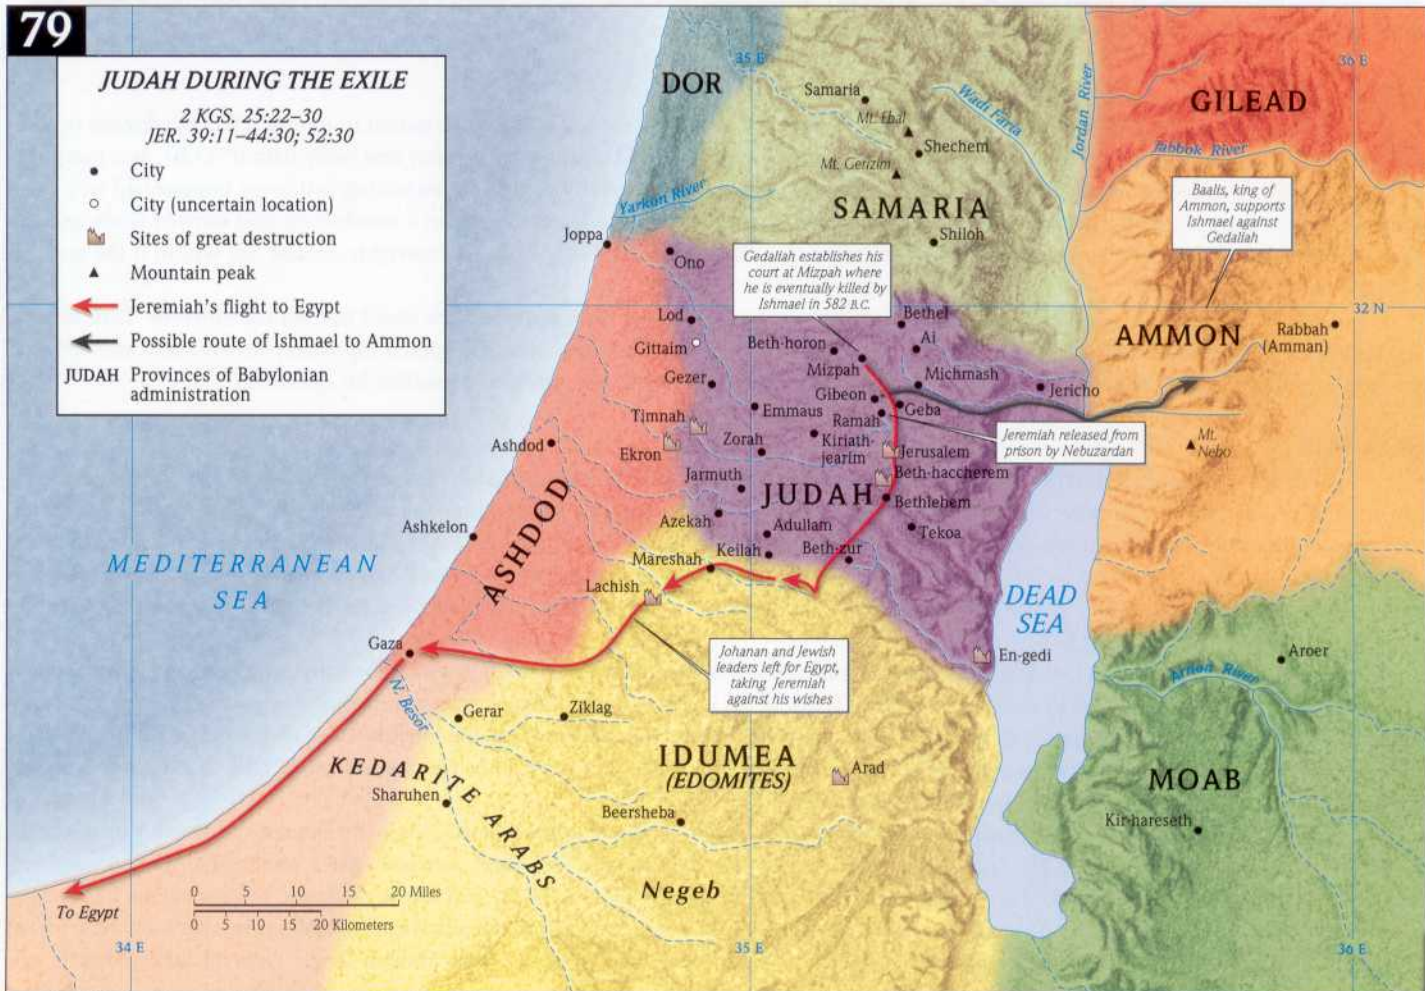 79
JUDAH DURING THE EXILE
2 KGS. 25:22–30
JER. 39:11–44:30; 52:30
City
City (uncertain location)
Sites of great destruction
Mountain peak
Jeremiah's flight to Egypt
Possible route of Ishmael to Ammon
JUDAH Provinces of Babylonian
administration
35 E
36 E
DOR
Samaria
Mt. Ebal
Shechem
Mt. Gerizim
Wadi Faria
Jordan River
GILEAD
Jabbok River
Yarkon River
SAMARIA
Shiloh
Baalis, king of
Ammon, supports
Ishmael against
Gedaliah
Joppa
Ono
Gedaliah establishes his
court at Mizpah where
he is eventually killed by
Ishmael in 582 B.C.
32 N
Lod
Gittaim
Beth-horon
Bethel
Ai
Mizpah
AMMON
Rabbah
(Amman)
Gezer
Michmash
Jericho
Gibeon
Geba
Emmaus
Ramah
Timnah
Ekron
Zorah
Kiriath-
jearim
Jerusalem
Jeremiah released from
prison by Nebuzardan
Mt.
Nebo
Ashdod
Beth-haccherem
Jarmuth
JUDAH
Bethlehem
ASHDOD
Ashkelon
Azekah
Adullam
Tekoa
Keilah
Beth-zur
Mareshah
MEDITERRANEAN
SEA
Lachish
DEAD
SEA
Gaza
Johanan and Jewish
leaders left for Egypt,
taking Jeremiah
against his wishes
En-gedi
Aroer
Arnon River
N. Besor
Gerar
Ziklag
IDUMEA
(EDOMITES)
KEDARITE ARABS
Sharuhen
Arad
MOAB
Beersheba
Kir-hareseth
Negeb
0 5 10 15 20 Miles
0 5 10 15 20 Kilometers
To Egypt
34 E
35 E
36 E